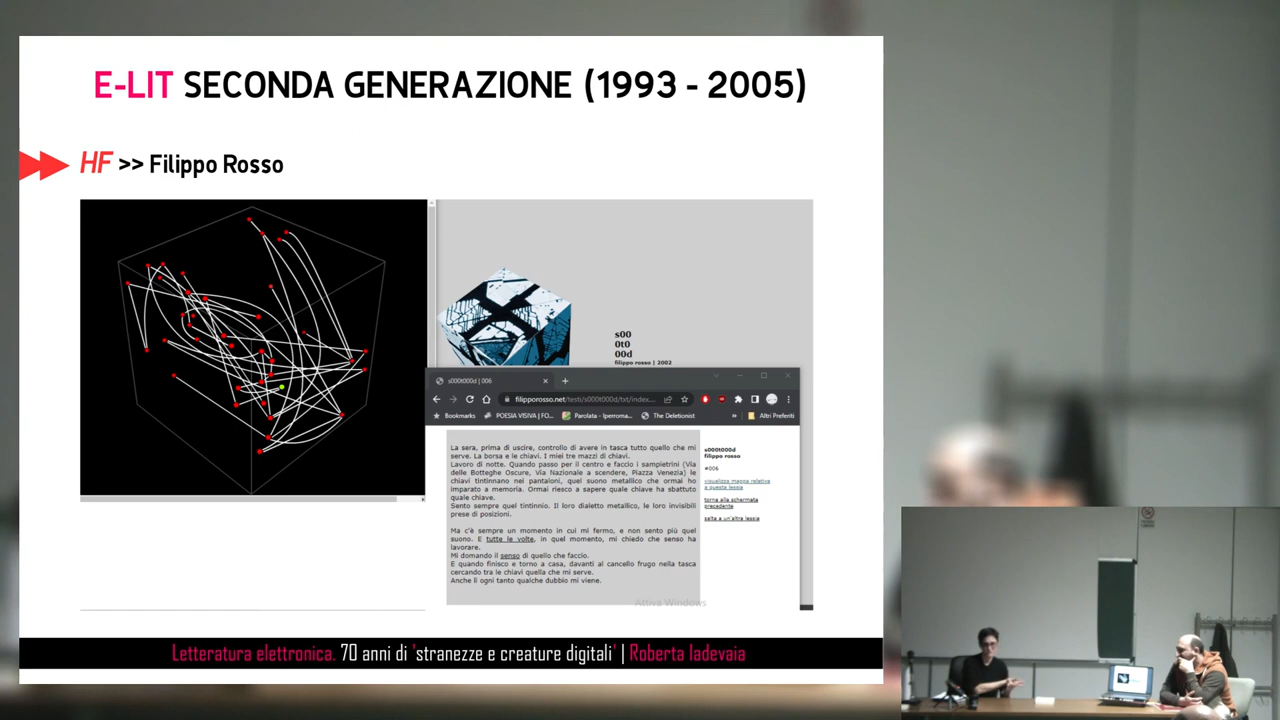 E-LIT SECONDA GENERAZIONE (1993 - 2005)
HF >> Filippo Rosso
s00
0t0
00d
filippo rosso | 2002
s000t000d | 006
filipporosso.net/testi/s000t000d/txt/index...
Bookmarks
POESIA VISIVA | FO...
Parolata - Iperroma...
The Deletionist
»
Altri Preferiti
La sera, prima di uscire, controllo di avere in tasca tutto quello che mi
serve. La borsa e le chiavi. I miei tre mazzi di chiavi.
Lavoro di notte. Quando passo per il centro e faccio i sampietrini (Via
delle Botteghe Oscure, Via Nazionale a scendere, Piazza Venezia) le
chiavi tintinnano nei pantaloni, quel suono metallico che ormai ho
imparato a memoria. Ormai riesco a sapere quale chiave ha sbattuto
quale chiave.
Sento sempre quel tintinnio. Il loro dialetto metallico, le loro invisibili
prese di posizioni.
Ma c'è sempre un momento in cui mi fermo, e non sento più quel
suono. E tutte le volte, in quel momento, mi chiedo che senso ha
lavorare.
Mi domando il senso di quello che faccio.
E quando finisco e torno a casa, davanti al cancello frugo nella tasca
cercando tra le chiavi quella che mi serve.
Anche lì ogni tanto qualche dubbio mi viene.
s000t000d
filippo rosso
#006
visualizza mappa relativa
a questa lessia
torna alla schermata
precedente
salta a un'altra lessia
Attiva Windows
Letteratura elettronica. 70 anni di 'stranezze e creature digitali' | Roberta Iadevaia